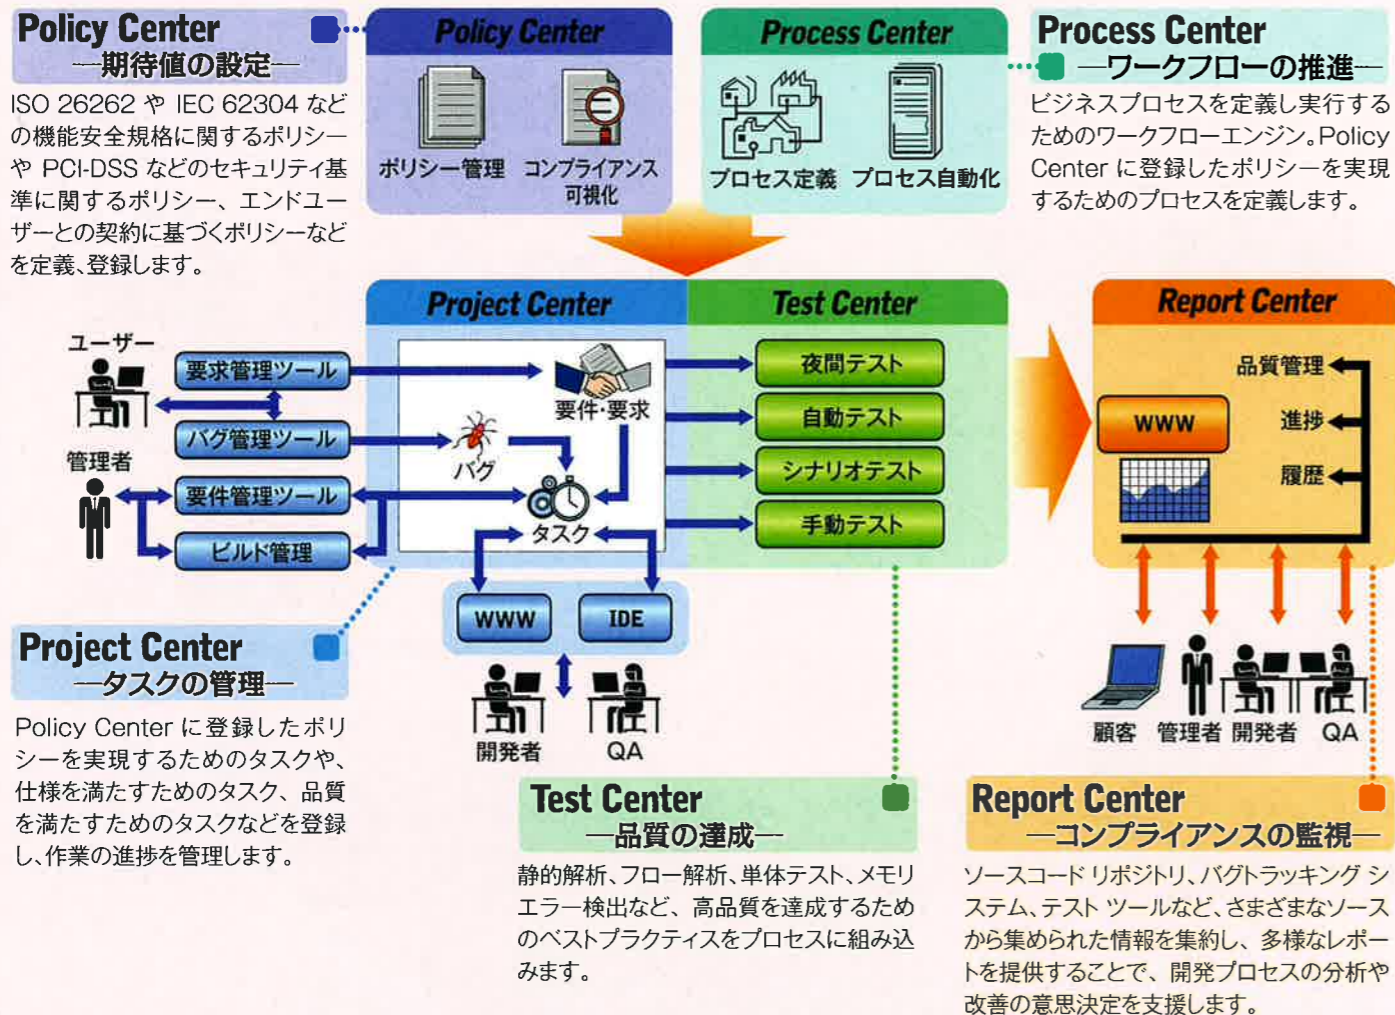 Policy Center
―期待値の設定―
ISO 26262 や IEC 62304 など
の機能安全規格に関するポリシー
や PCI-DSS などのセキュリティ基
準に関するポリシー、エンドユー
ザーとの契約に基づくポリシーなど
を定義、登録します。
Policy Center
ポリシー管理
コンプライアンス
可視化
Process Center
プロセス定義
プロセス自動化
Process Center
―ワークフローの推進―
ビジネスプロセスを定義し実行する
ためのワークフローエンジン。Policy
Center に登録したポリシーを実現
するためのプロセスを定義します。
ユーザー
管理者
要求管理ツール
バグ管理ツール
要件管理ツール
ビルド管理
Project Center
要件・要求
バグ
タスク
WWW
IDE
開発者
QA
Test Center
夜間テスト
自動テスト
シナリオテスト
手動テスト
Report Center
品質管理
WWW
進捗
履歴
顧客
管理者
開発者
QA
Project Center
―タスクの管理―
Policy Center に登録したポリ
シーを実現するためのタスクや、
仕様を満たすためのタスク、品質
を満たすためのタスクなどを登録
し、作業の進捗を管理します。
Test Center
―品質の達成―
静的解析、フロー解析、単体テスト、メモリ
エラー検出など、高品質を達成するため
のベストプラクティスをプロセスに組み込
みます。
Report Center
―コンプライアンスの監視―
ソースコード リポジトリ、バグトラッキング シ
ステム、テスト ツールなど、さまざまなソース
から集められた情報を集約し、多様なレポー
トを提供することで、開発プロセスの分析や
改善の意思決定を支援します。